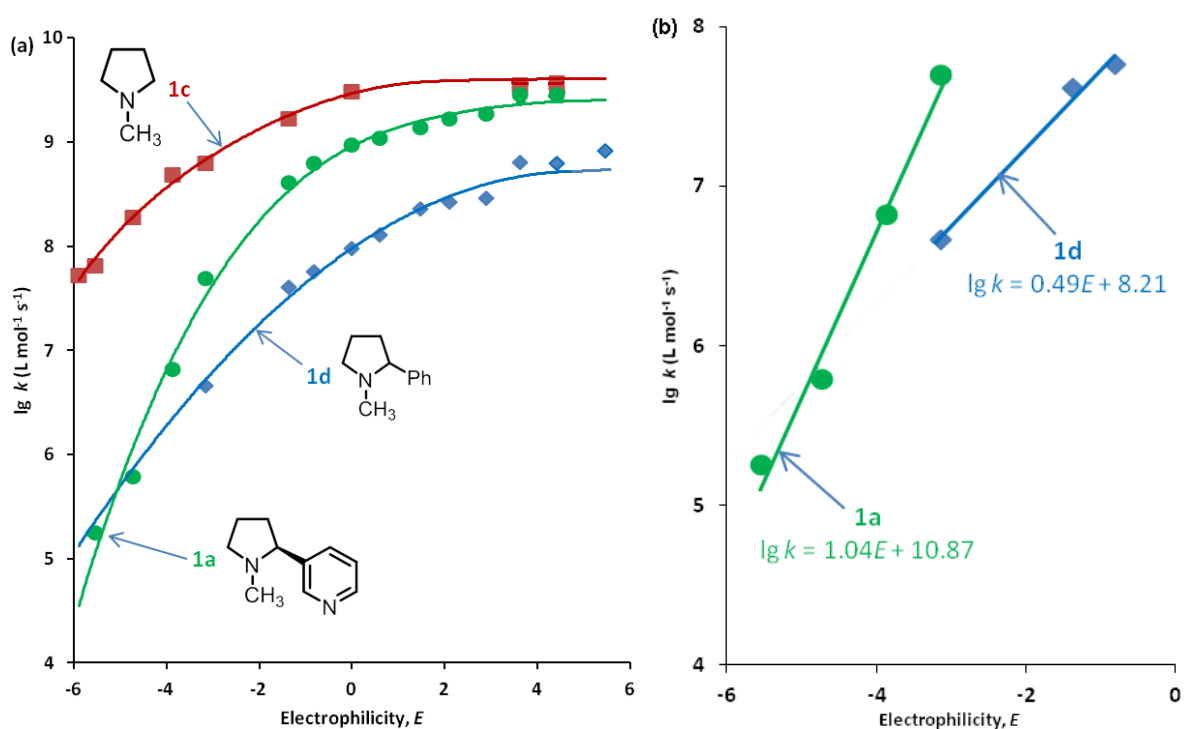 (a)
10
9
8
7
6
5
4
lg k (L mol-1 s-1)
-6 -4 -2 0 2 4 6
Electrophilicity, E
N
CH3
1c
1d
N
CH3
Ph
1a
N
CH3
N
(b)
8
7
6
5
4
lg k (L mol-1 s-1)
-6 -4 -2 0
Electrophilicity, E
1d
lg k = 0.49E + 8.21
1a
lg k = 1.04E + 10.87